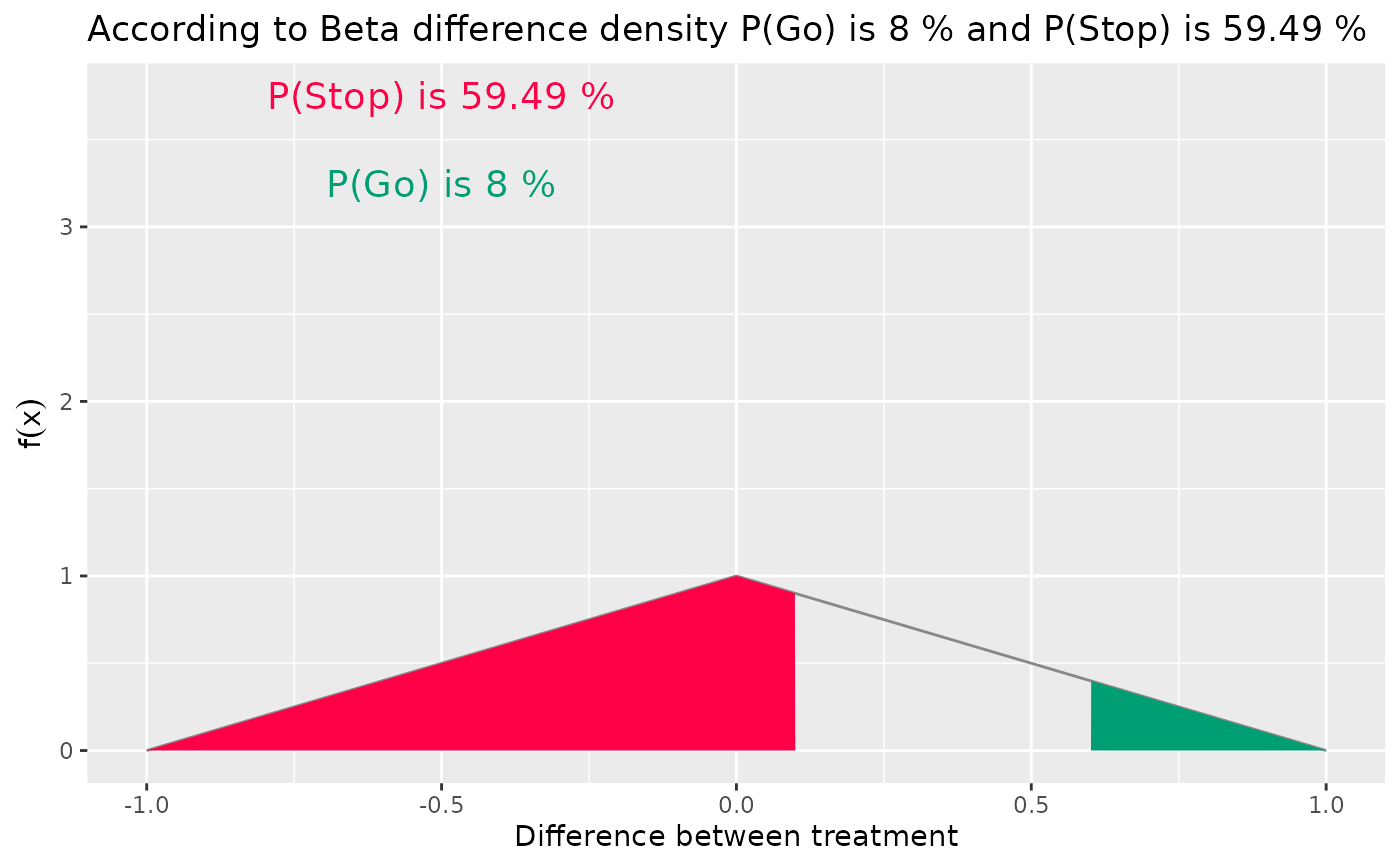 According to Beta difference density P(Go) is 8 % and P(Stop) is 59.49 %
P(Stop) is 59.49 %
P(Go) is 8 %
3
2
1
0
f(x)
-1.0 -0.5 0.0 0.5 1.0
Difference between treatment